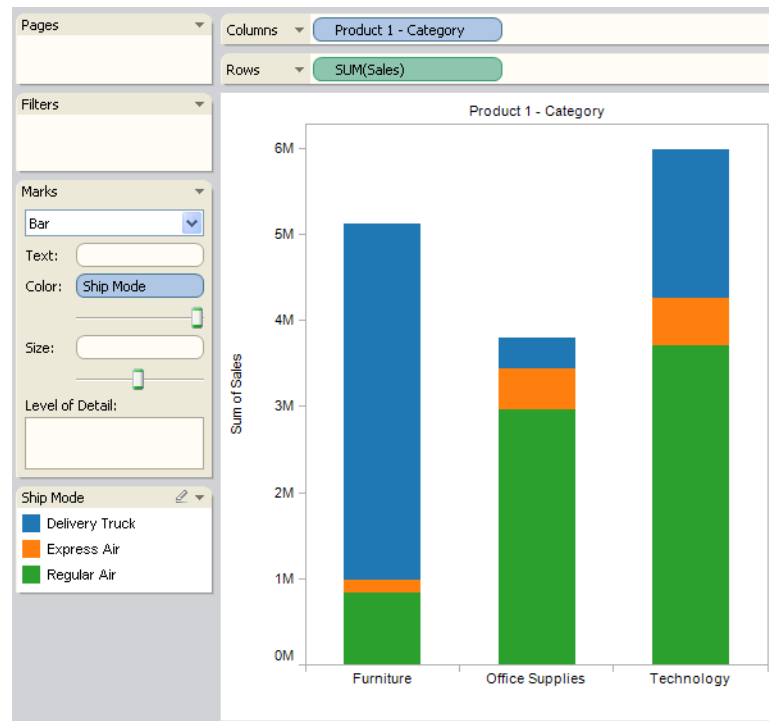 Pages
Filters
Marks
Bar
Text:
Color: Ship Mode
Size:
Level of Detail:
Ship Mode
Delivery Truck
Express Air
Regular Air
Columns Product 1 - Category
Rows SUM(Sales)
Product 1 - Category
Sum of Sales
6M
5M
4M
3M
2M
1M
0M
Furniture Office Supplies Technology